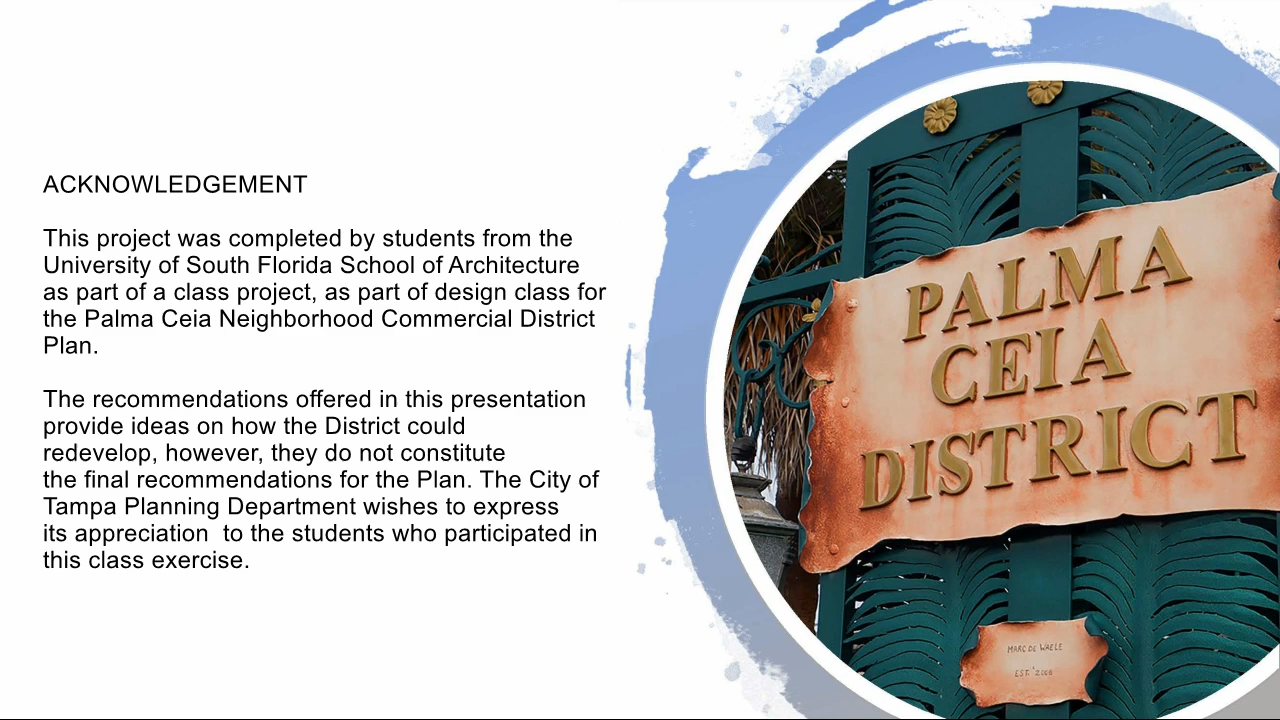 ACKNOWLEDGEMENT
This project was completed by students from the
University of South Florida School of Architecture
as part of a class project, as part of design class for
the Palma Ceia Neighborhood Commercial District
Plan.
The recommendations offered in this presentation
provide ideas on how the District could
redevelop, however, they do not constitute
the final recommendations for the Plan. The City of
Tampa Planning Department wishes to express
its appreciation  to the students who participated in
this class exercise.
PALMA
CEIA
DISTRICT
MARC DE WAELE
EST. 2008